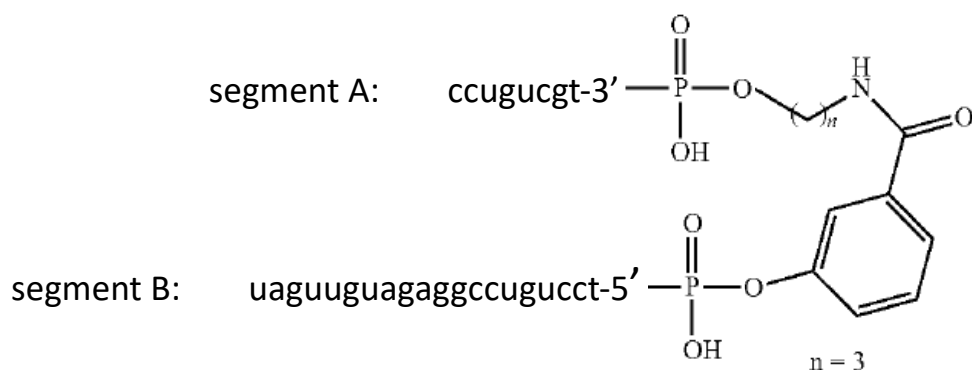 O
H
segment A: ccugucgt-3’ P O N
( )n O
OH
O
segment B: uaguuguagaggccugucct-5’ P O
OH
n = 3